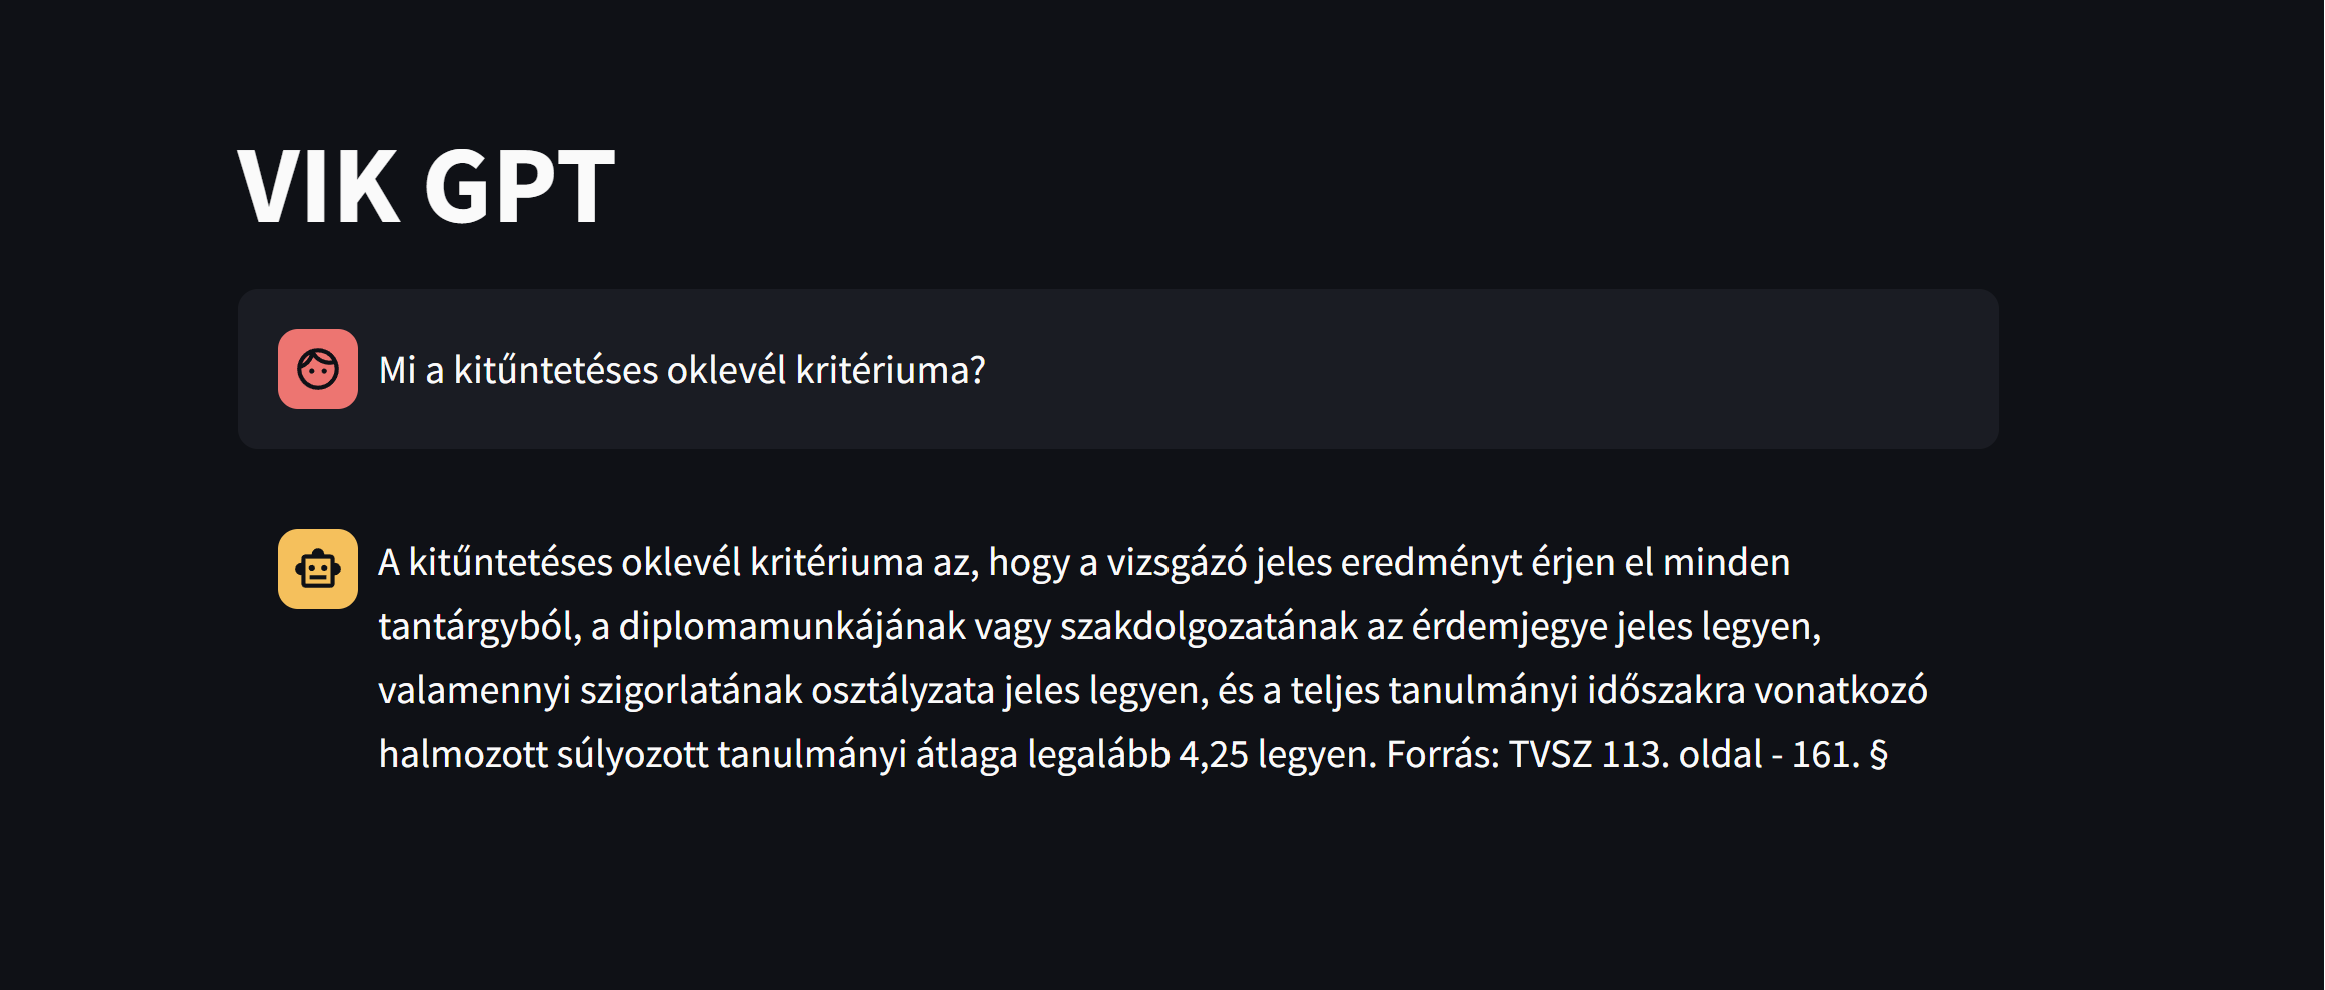 VIK GPT
Mi a kitűntetéses oklevél kritériuma?
A kitűntetéses oklevél kritériuma az, hogy a vizsgázó jeles eredményt érjen el minden
tantárgyból, a diplomamunkájának vagy szakdolgozatának az érdemjegye jeles legyen,
valamennyi szigorlatának osztályzata jeles legyen, és a teljes tanulmányi időszakra vonatkozó
halmozott súlyozott tanulmányi átlaga legalább 4,25 legyen. Forrás: TVSZ 113. oldal - 161. §